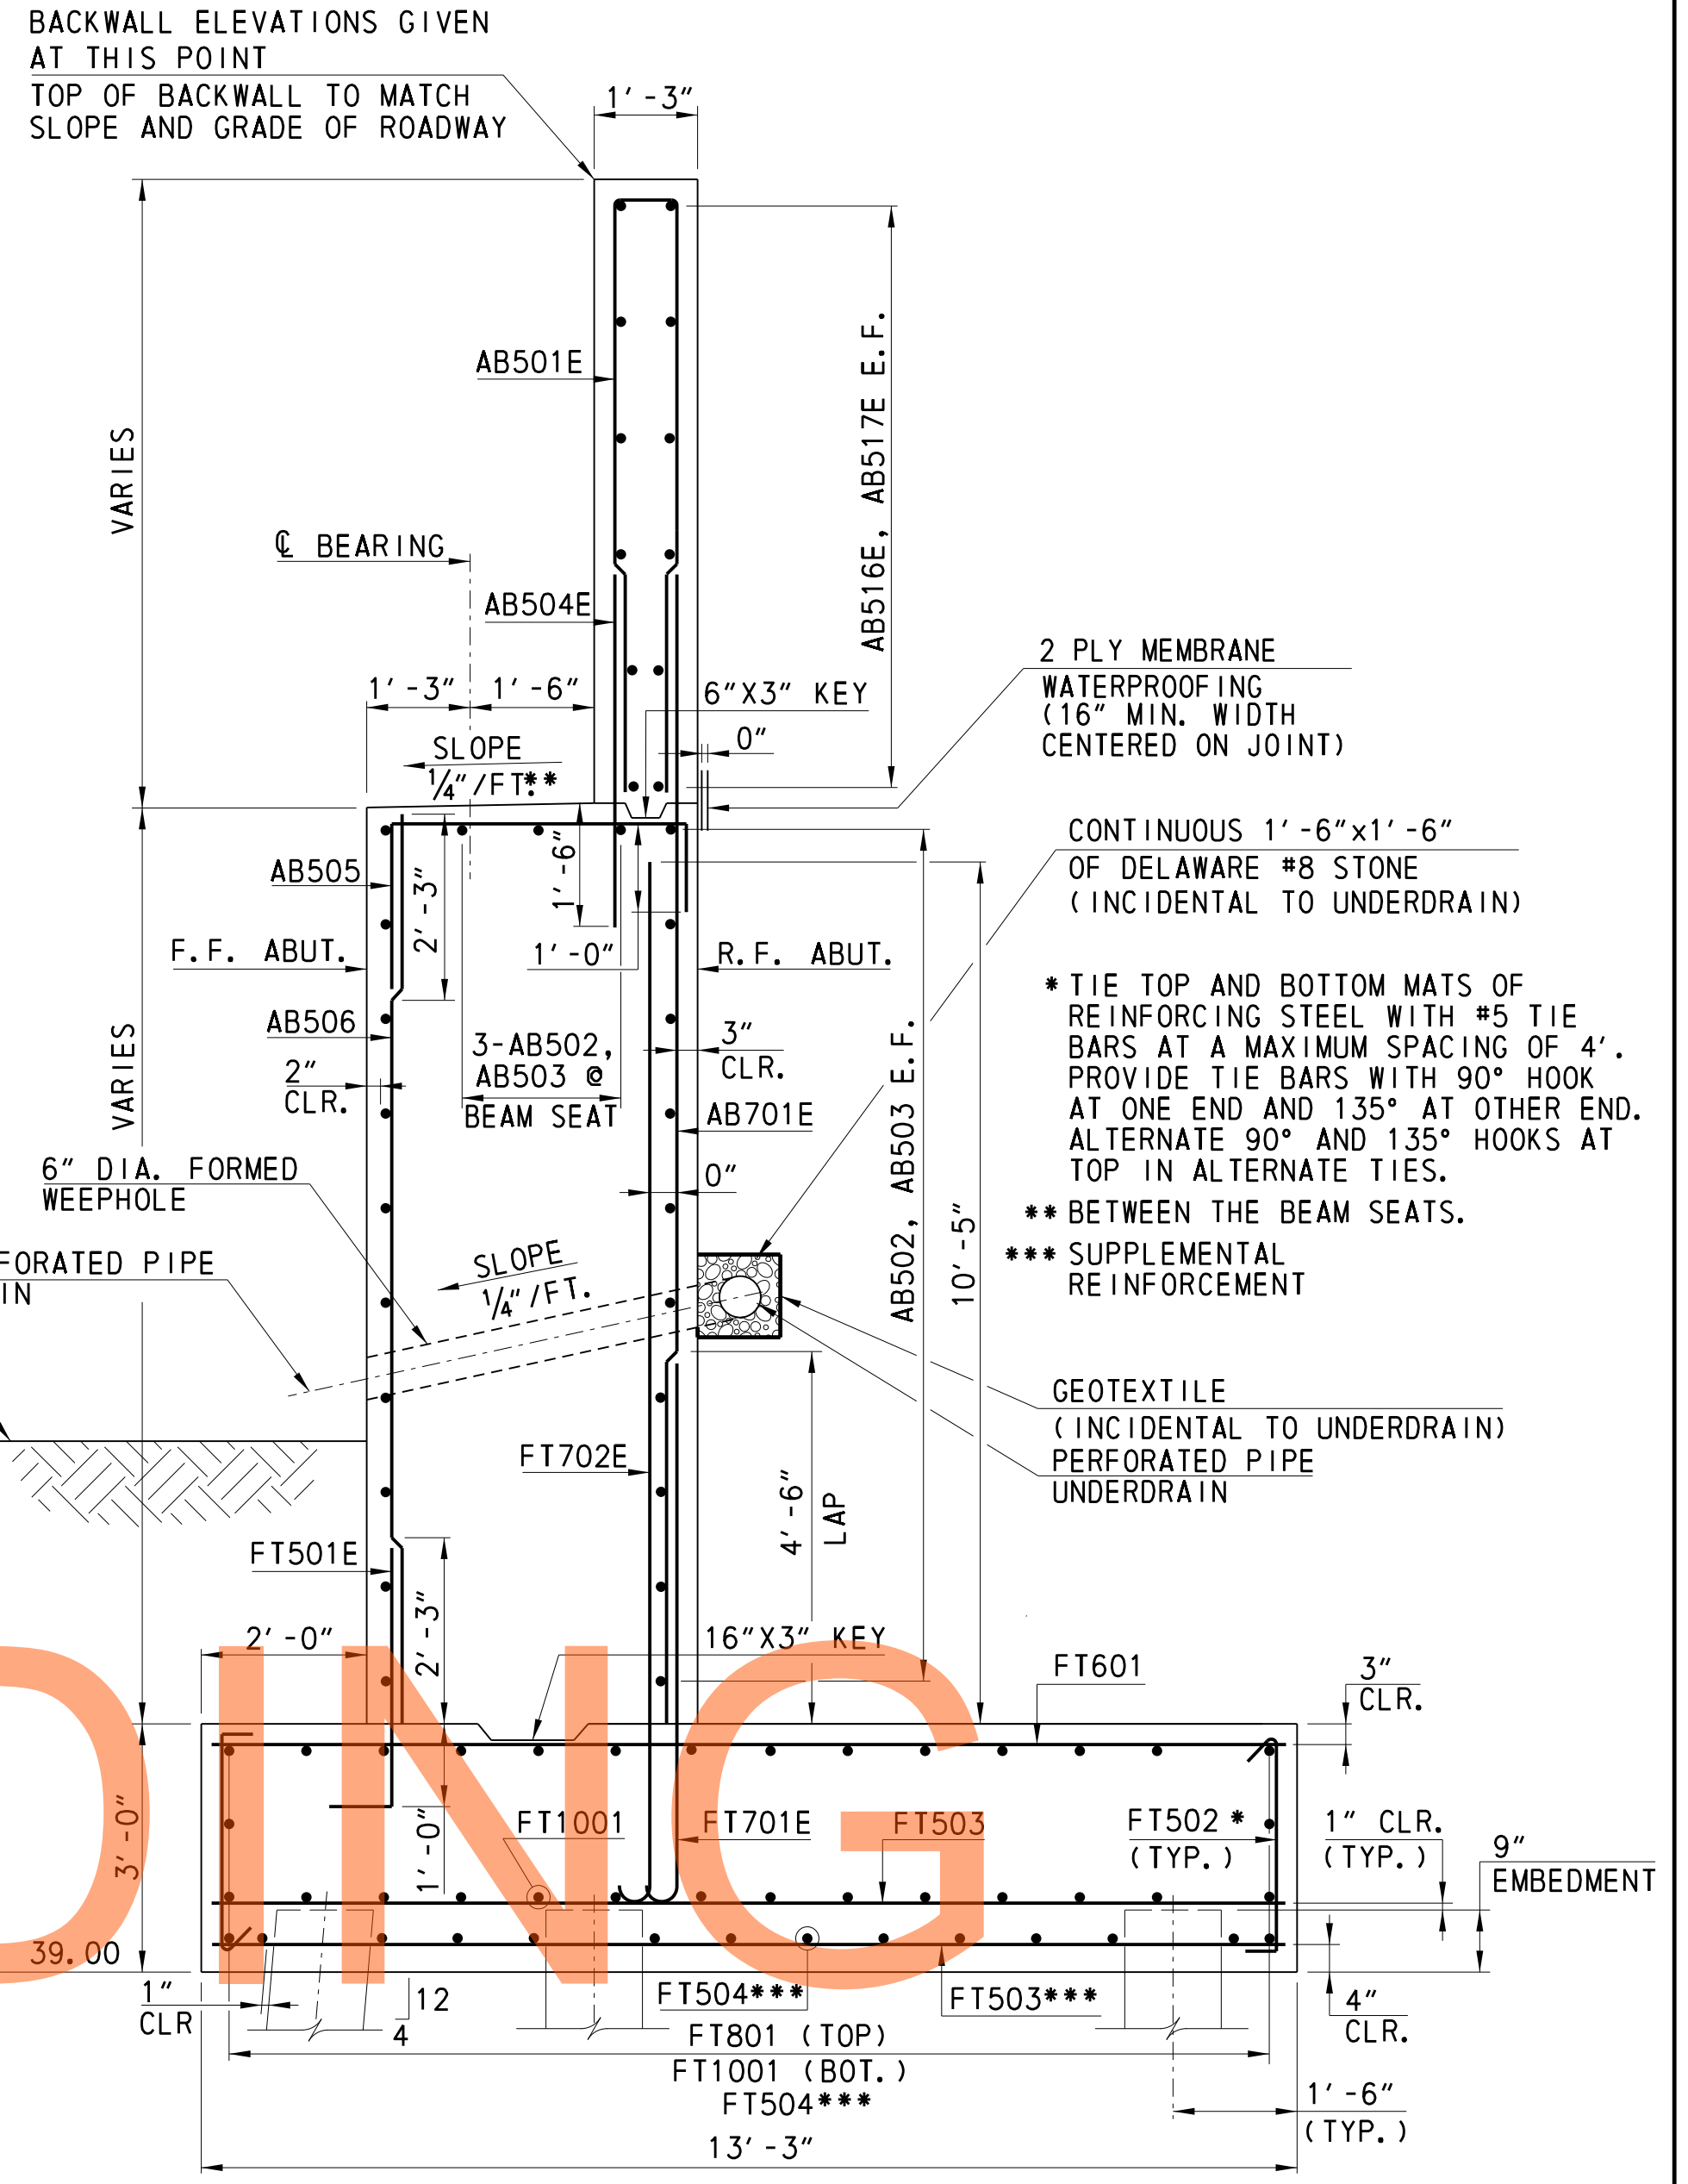 BACKWALL ELEVATIONS GIVEN
AT THIS POINT
TOP OF BACKWALL TO MATCH
SLOPE AND GRADE OF ROADWAY
1'-3"
VARIES
AB501E
AB516E, AB517E E.F.
℄ BEARING
AB504E
1'-3"
1'-6"
6"X3" KEY
0"
2 PLY MEMBRANE
WATERPROOFING
(16" MIN. WIDTH
CENTERED ON JOINT)
SLOPE
1/4"/FT.**
CONTINUOUS 1'-6"x1'-6"
OF DELAWARE #8 STONE
(INCIDENTAL TO UNDERDRAIN)
AB505
2'-3"
1'-6"
1'-0"
F.F. ABUT.
R.F. ABUT.
VARIES
AB506
2"
CLR.
3-AB502,
AB503 @
BEAM SEAT
3"
CLR.
AB701E
0"
AB502, AB503 E.F.
10'-5"
* TIE TOP AND BOTTOM MATS OF
REINFORCING STEEL WITH #5 TIE
BARS AT A MAXIMUM SPACING OF 4'.
PROVIDE TIE BARS WITH 90° HOOK
AT ONE END AND 135° AT OTHER END.
ALTERNATE 90° AND 135° HOOKS AT
TOP IN ALTERNATE TIES.
** BETWEEN THE BEAM SEATS.
*** SUPPLEMENTAL
REINFORCEMENT
6" DIA. FORMED
WEEPHOLE
FORATED PIPE
IN
SLOPE
1/4"/FT.
GEOTEXTILE
(INCIDENTAL TO UNDERDRAIN)
PERFORATED PIPE
UNDERDRAIN
FT702E
4'-6"
LAP
FT501E
2'-3"
2'-0"
16"X3" KEY
FT601
3"
CLR.
3'-0"
1'-0"
FT1001
FT701E
FT503
FT502 *
(TYP.)
1" CLR.
(TYP.)
9"
EMBEDMENT
DING
39.00
1"
CLR
12
4
FT504***
FT503***
4"
CLR.
FT801 (TOP)
FT1001 (BOT.)
FT504***
1'-6"
(TYP.)
13'-3"